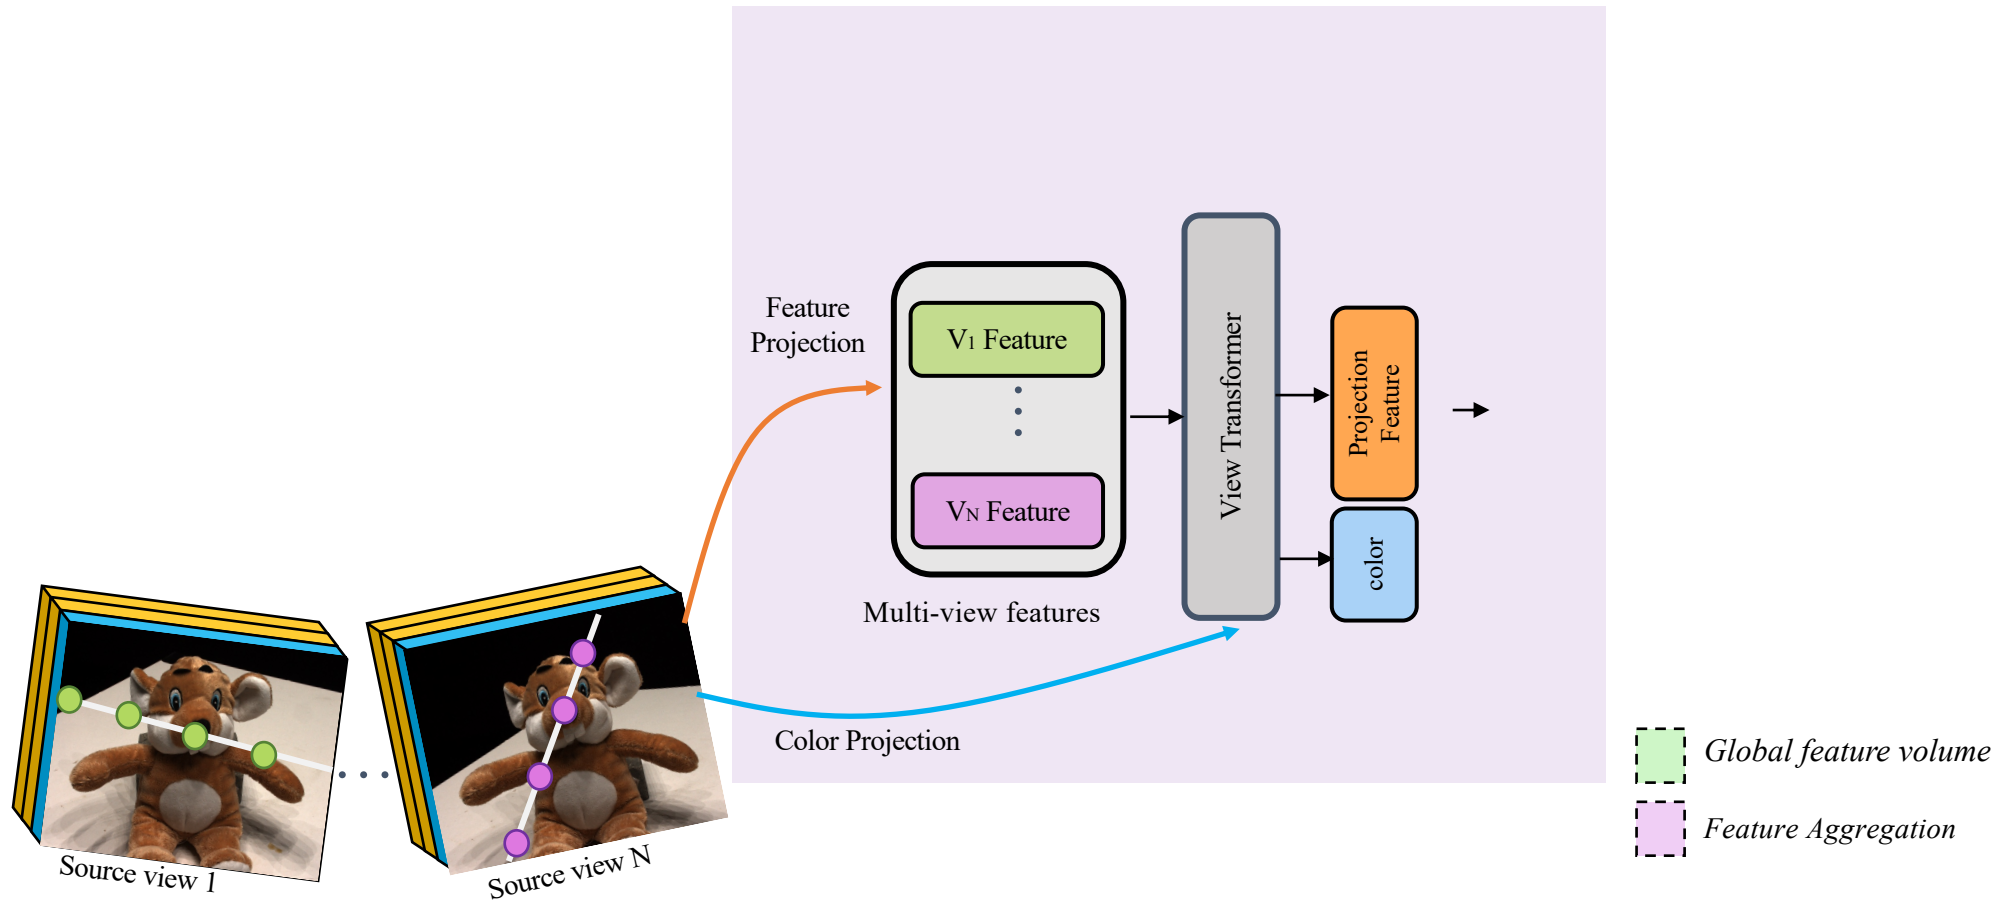 Feature
Projection
V1 Feature
VN Feature
Multi-view features
View Transformer
Projection
Feature
color
Color Projection
Source view 1
Source view N
Global feature volume
Feature Aggregation